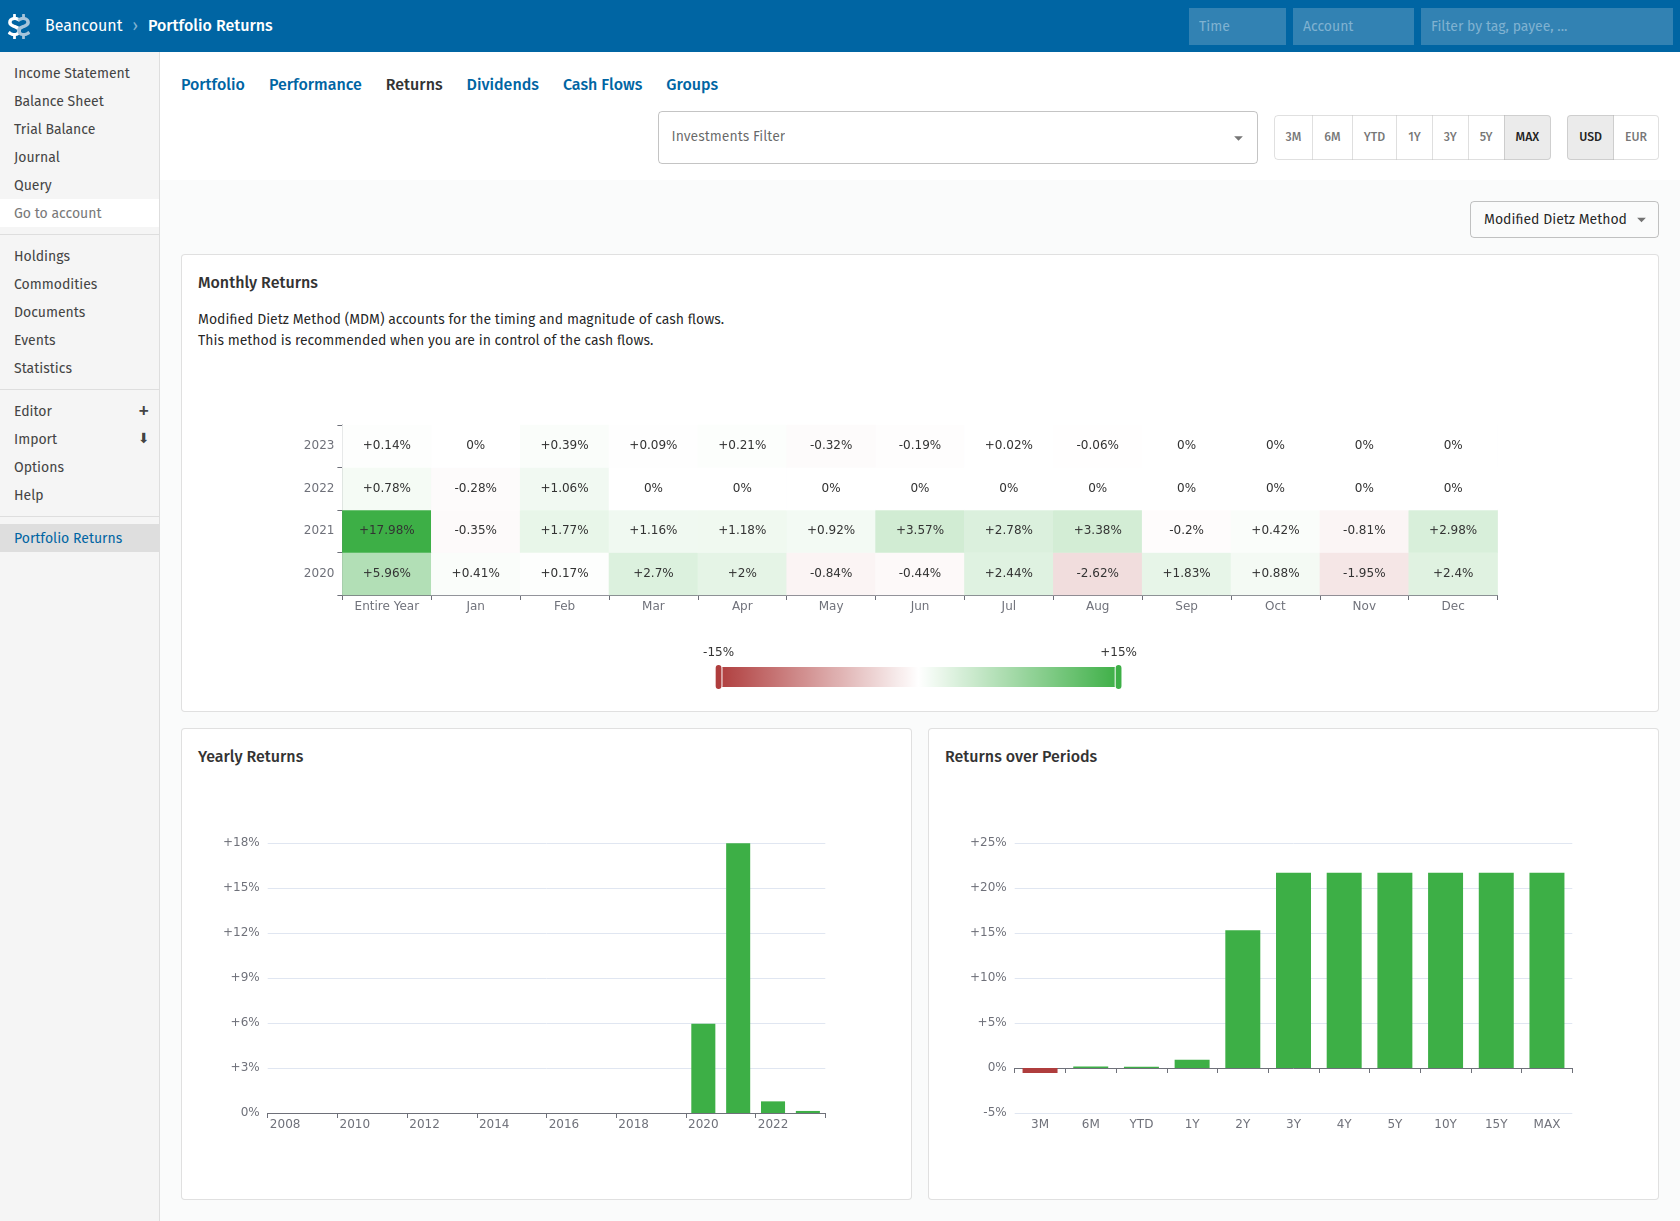 Beancount › Portfolio Returns
Time
Account
Filter by tag, payee, ...
Income Statement
Balance Sheet
Trial Balance
Journal
Query
Go to account
Holdings
Commodities
Documents
Events
Statistics
Editor +
Import ⬇
Options
Help
Portfolio Returns
Portfolio Performance Returns Dividends Cash Flows Groups
Investments Filter
3M 6M YTD 1Y 3Y 5Y MAX USD EUR
Modified Dietz Method
Monthly Returns
Modified Dietz Method (MDM) accounts for the timing and magnitude of cash flows.
This method is recommended when you are in control of the cash flows.
2023 +0.14% 0% +0.39% +0.09% +0.21% -0.32% -0.19% +0.02% -0.06% 0% 0% 0% 0%
2022 +0.78% -0.28% +1.06% 0% 0% 0% 0% 0% 0% 0% 0% 0% 0%
2021 +17.98% -0.35% +1.77% +1.16% +1.18% +0.92% +3.57% +2.78% +3.38% -0.2% +0.42% -0.81% +2.98%
2020 +5.96% +0.41% +0.17% +2.7% +2% -0.84% -0.44% +2.44% -2.62% +1.83% +0.88% -1.95% +2.4%
Entire Year Jan Feb Mar Apr May Jun Jul Aug Sep Oct Nov Dec
-15% +15%
Yearly Returns
+18%
+15%
+12%
+9%
+6%
+3%
0%
2008 2010 2012 2014 2016 2018 2020 2022
Returns over Periods
+25%
+20%
+15%
+10%
+5%
0%
-5%
3M 6M YTD 1Y 2Y 3Y 4Y 5Y 10Y 15Y MAX